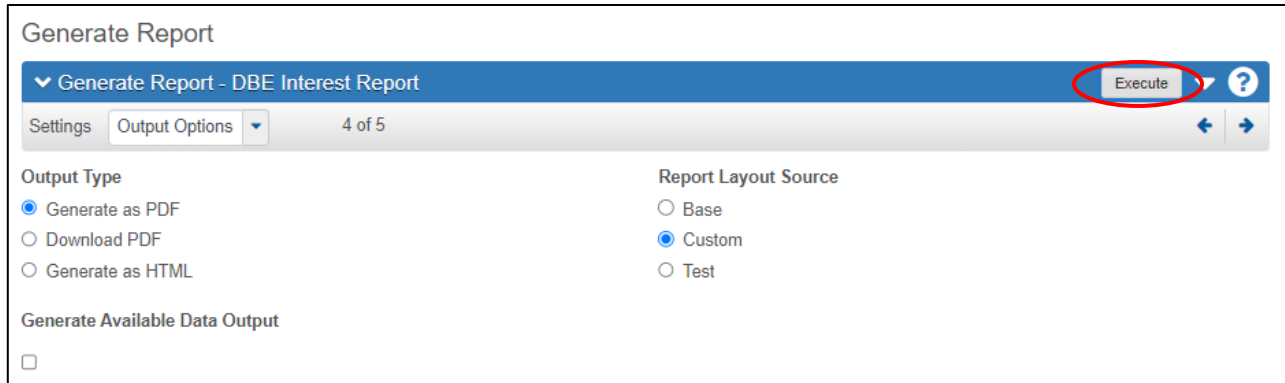 Generate Report
Generate Report - DBE Interest Report Execute ?
Settings Output Options 4 of 5
Output Type Report Layout Source
Generate as PDF Base
Download PDF Custom
Generate as HTML Test
Generate Available Data Output